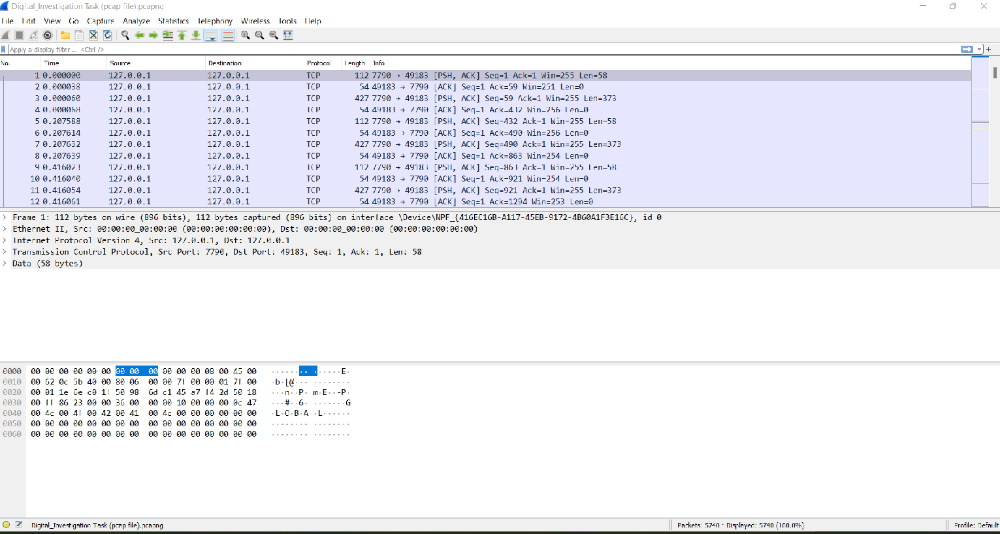 Digital_Investigation Task (pcap file).pcapng
File Edit View Go Capture Analyze Statistics Telephony Wireless Tools Help
Apply a display filter ... <Ctrl-/>
No. Time Source Destination Protocol Length Info
1 0.000000 127.0.0.1 127.0.0.1 TCP 112 7790 → 49183 [PSH, ACK] Seq=1 Ack=1 Win=255 Len=58
2 0.000038 127.0.0.1 127.0.0.1 TCP 54 49183 → 7790 [ACK] Seq=1 Ack=59 Win=251 Len=0
3 0.000060 127.0.0.1 127.0.0.1 TCP 427 7790 → 49183 [PSH, ACK] Seq=59 Ack=1 Win=255 Len=373
4 0.000068 127.0.0.1 127.0.0.1 TCP 54 49183 → 7790 [ACK] Seq=1 Ack=432 Win=256 Len=0
5 0.207588 127.0.0.1 127.0.0.1 TCP 112 7790 → 49183 [PSH, ACK] Seq=432 Ack=1 Win=255 Len=58
6 0.207614 127.0.0.1 127.0.0.1 TCP 54 49183 → 7790 [ACK] Seq=1 Ack=490 Win=256 Len=0
7 0.207632 127.0.0.1 127.0.0.1 TCP 427 7790 → 49183 [PSH, ACK] Seq=490 Ack=1 Win=255 Len=373
8 0.207639 127.0.0.1 127.0.0.1 TCP 54 49183 → 7790 [ACK] Seq=1 Ack=863 Win=254 Len=0
9 0.416023 127.0.0.1 127.0.0.1 TCP 112 7790 → 49183 [PSH, ACK] Seq=863 Ack=1 Win=255 Len=58
10 0.416040 127.0.0.1 127.0.0.1 TCP 54 49183 → 7790 [ACK] Seq=1 Ack=921 Win=254 Len=0
11 0.416054 127.0.0.1 127.0.0.1 TCP 427 7790 → 49183 [PSH, ACK] Seq=921 Ack=1 Win=255 Len=373
12 0.416061 127.0.0.1 127.0.0.1 TCP 54 49183 → 7790 [ACK] Seq=1 Ack=1294 Win=253 Len=0
Frame 1: 112 bytes on wire (896 bits), 112 bytes captured (896 bits) on interface \Device\NPF_{416EC16B-A117-45EB-9172-4B60A1F3E16C}, id 0
Ethernet II, Src: 00:00:00_00:00:00 (00:00:00:00:00:00), Dst: 00:00:00_00:00:00 (00:00:00:00:00:00)
Internet Protocol Version 4, Src: 127.0.0.1, Dst: 127.0.0.1
Transmission Control Protocol, Src Port: 7790, Dst Port: 49183, Seq: 1, Ack: 1, Len: 58
Data (58 bytes)
0000 00 00 00 00 00 00 00 00 00 00 00 00 08 00 45 00 ········ ······E·
0010 00 62 0c 5b 40 00 80 06 00 00 7f 00 00 01 7f 00 ·b·[@··· ········
0020 00 01 1e 6e c0 1f 50 98 6d c1 45 a7 f4 2d 50 18 ···n··P· m·E··-P·
0030 00 ff 86 23 00 00 36 00 00 00 10 00 00 00 0c 47 ···#··6· ·······G
0040 00 4c 00 4f 00 42 00 41 00 4c 00 00 00 00 00 00 ·L·O·B·A ·L······
0050 00 00 00 00 00 00 00 00 00 00 00 00 00 00 00 00 ········ ········
0060 00 00 00 00 00 00 00 00 00 00 00 00 00 00 00 00 ········ ········
Digital_Investigation Task (pcap file).pcapng Packets: 5740 · Displayed: 5740 (100.0%) Profile: Default